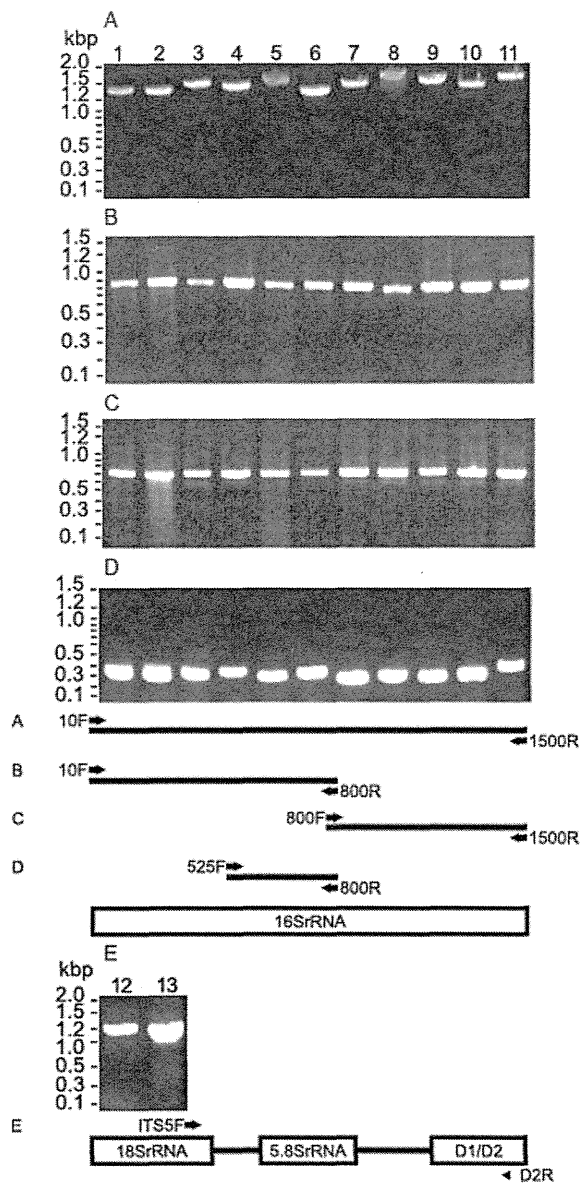 A
kbp
1 2 3 4 5 6 7 8 9 10 11
2.0
1.5
1.2
1.0
0.5
0.3
0.1
B
1.5
1.2
1.0
0.5
0.3
0.1
C
1.5
1.2
1.0
0.5
0.3
0.1
D
1.5
1.2
1.0
0.5
0.3
0.1
A 10F
1500R
B 10F
800R
C 800F
1500R
D 525F
800R
16SrRNA
E
kbp
12 13
2.0
1.5
1.2
1.0
0.5
0.3
0.1
E ITS5F
18SrRNA 5.8SrRNA D1/D2
D2R